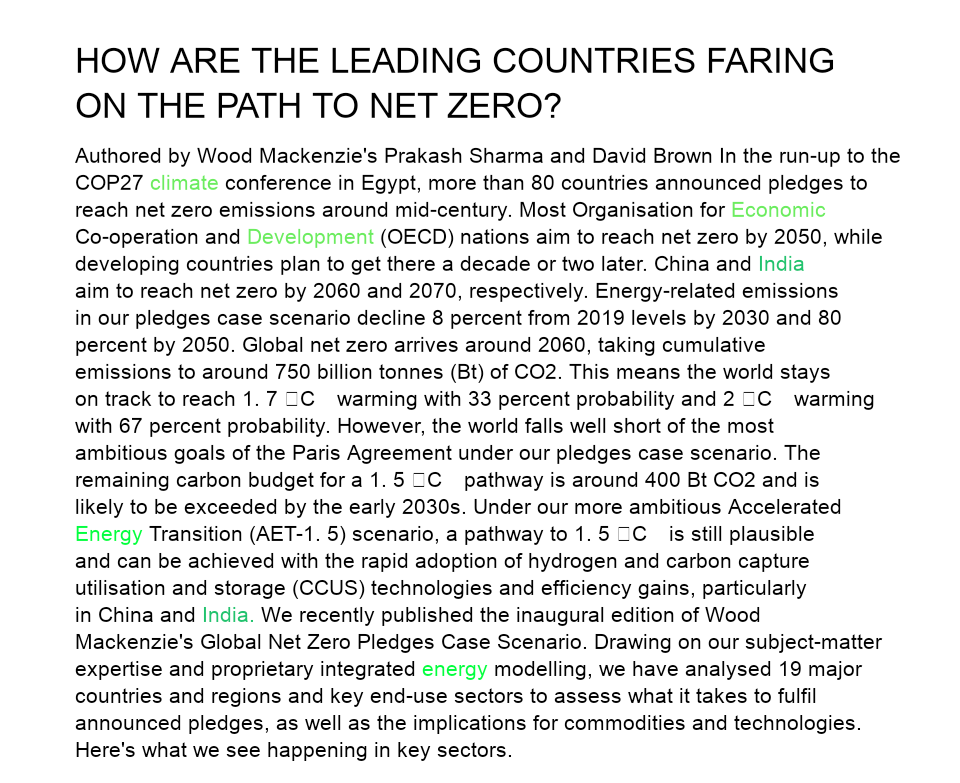 HOW ARE THE LEADING COUNTRIES FARING
ON THE PATH TO NET ZERO?
Authored by Wood Mackenzie's Prakash Sharma and David Brown In the run-up to the
COP27 climate conference in Egypt, more than 80 countries announced pledges to
reach net zero emissions around mid-century. Most Organisation for Economic
Co-operation and Development (OECD) nations aim to reach net zero by 2050, while
developing countries plan to get there a decade or two later. China and India
aim to reach net zero by 2060 and 2070, respectively. Energy-related emissions
in our pledges case scenario decline 8 percent from 2019 levels by 2030 and 80
percent by 2050. Global net zero arrives around 2060, taking cumulative
emissions to around 750 billion tonnes (Bt) of CO2. This means the world stays
on track to reach 1. 7 □C warming with 33 percent probability and 2 □C warming
with 67 percent probability. However, the world falls well short of the most
ambitious goals of the Paris Agreement under our pledges case scenario. The
remaining carbon budget for a 1. 5 □C pathway is around 400 Bt CO2 and is
likely to be exceeded by the early 2030s. Under our more ambitious Accelerated
Energy Transition (AET-1. 5) scenario, a pathway to 1. 5 □C is still plausible
and can be achieved with the rapid adoption of hydrogen and carbon capture
utilisation and storage (CCUS) technologies and efficiency gains, particularly
in China and India. We recently published the inaugural edition of Wood
Mackenzie's Global Net Zero Pledges Case Scenario. Drawing on our subject-matter
expertise and proprietary integrated energy modelling, we have analysed 19 major
countries and regions and key end-use sectors to assess what it takes to fulfil
announced pledges, as well as the implications for commodities and technologies.
Here's what we see happening in key sectors.